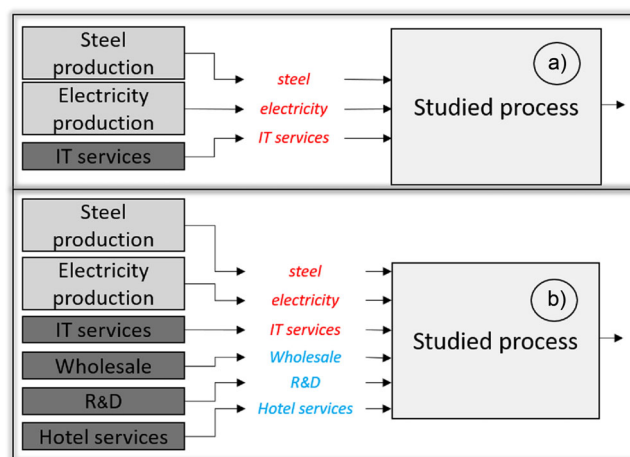 Steel
production
steel
a)
Electricity
production
electricity
Studied process
IT services
IT services
Steel
production
Electricity
production
steel
electricity
b)
IT services
IT services
Studied process
Wholesale
Wholesale
R&D
R&D
Hotel services
Hotel services